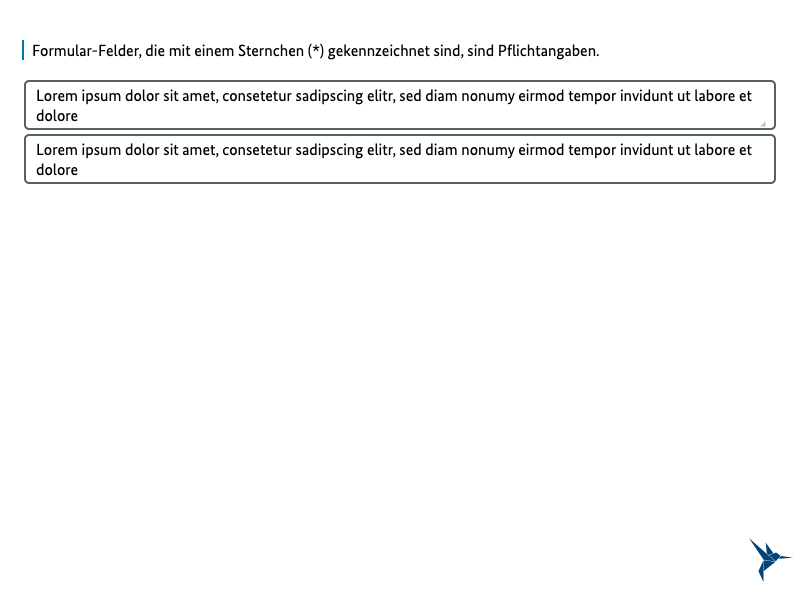 Formular-Felder, die mit einem Sternchen (*) gekennzeichnet sind, sind Pflichtangaben.
Lorem ipsum dolor sit amet, consetetur sadipscing elitr, sed diam nonumy eirmod tempor invidunt ut labore et
dolore
Lorem ipsum dolor sit amet, consetetur sadipscing elitr, sed diam nonumy eirmod tempor invidunt ut labore et
dolore